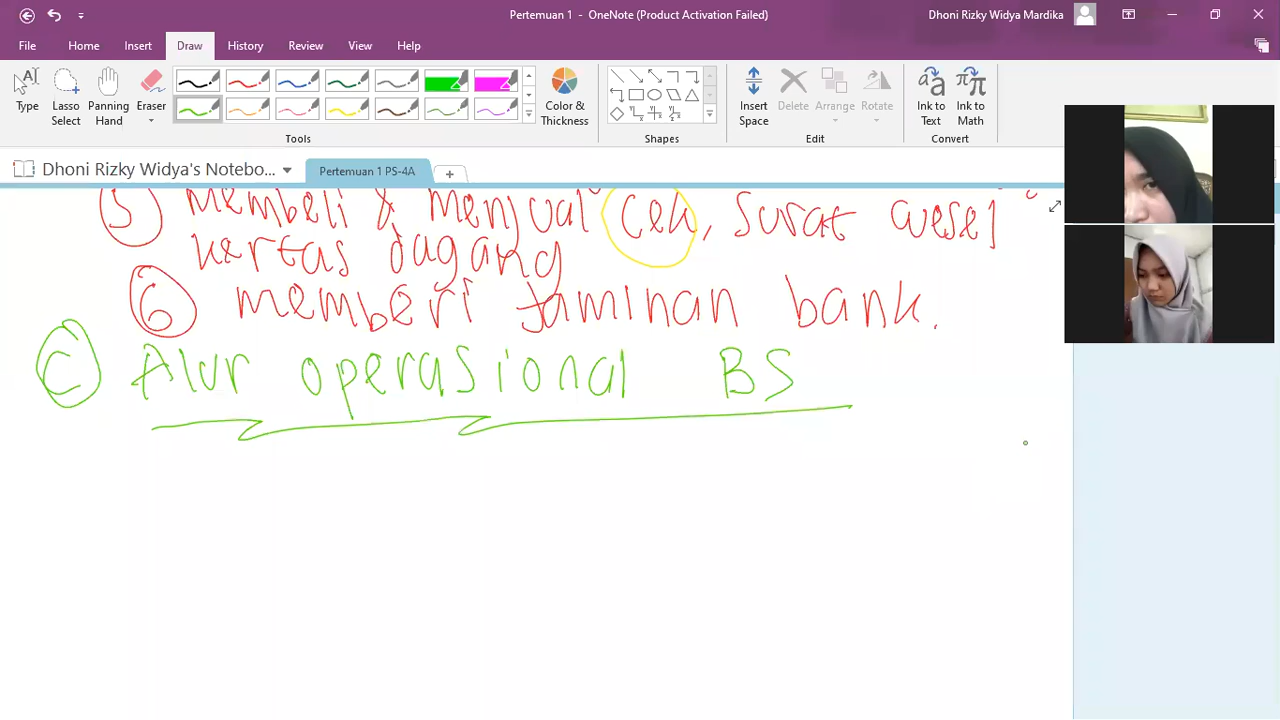 Pertemuan 1 - OneNote (Product Activation Failed)
Dhoni Rizky Widya Mardika
File Home Insert Draw History Review View Help
Type
Lasso Select
Panning Hand
Eraser
Color & Thickness
Insert Space
Delete
Arrange
Rotate
Ink to Text
Ink to Math
Tools
Shapes
Edit
Convert
Dhoni Rizky Widya's Notebo...
Pertemuan 1 PS-4A
5 membeli & menjual cek, surat wesel
kertas dagang
6 memberi jaminan bank.
C Alur operasional BS